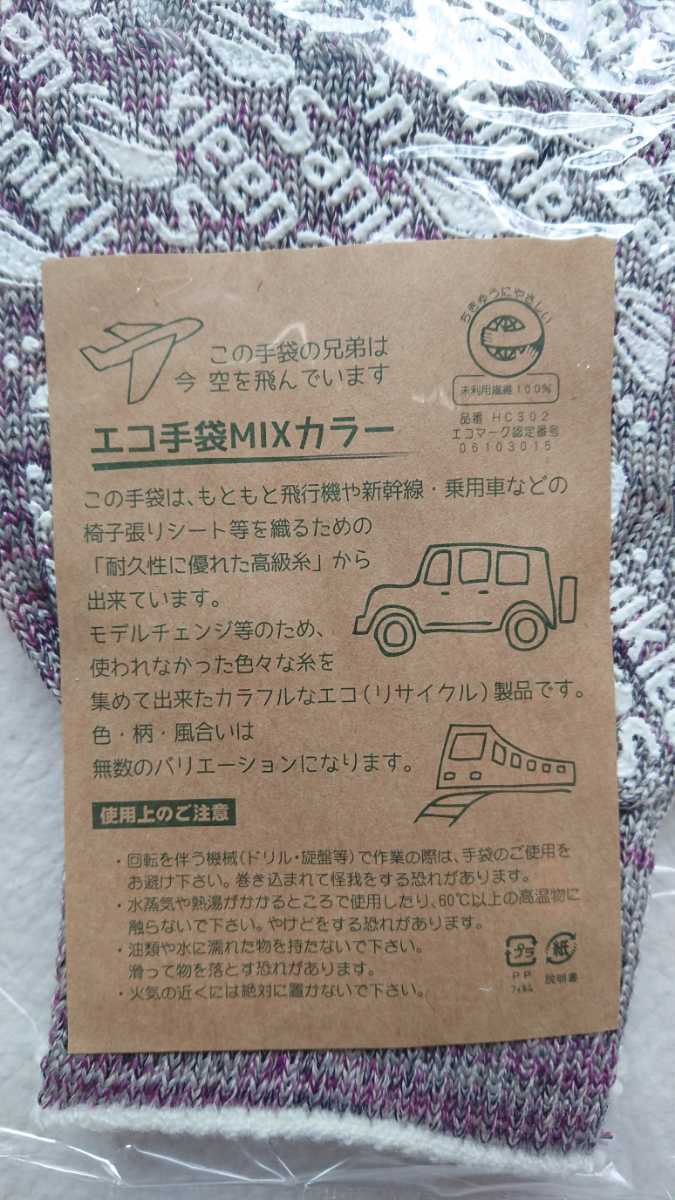 Kleen
Sanikl
この手袋の兄弟は
今 空を飛んでいます
ちきゅうにやさしい
未利用繊維100%
品番 HC302
エコマーク認定番号
06103015
エコ手袋MIXカラー
この手袋は、もともと飛行機や新幹線・乗用車などの
椅子張りシート等を織るための
「耐久性に優れた高級糸」から
出来ています。
モデルチェンジ等のため、
使われなかった色々な糸を
集めて出来たカラフルなエコ(リサイクル)製品です。
色・柄・風合いは
無数のバリエーションになります。
使用上のご注意
・回転を伴う機械(ドリル・旋盤等)で作業の際は、手袋のご使用を
お避け下さい。巻き込まれて怪我をする恐れがあります。
・水蒸気や熱湯がかかるところで使用したり、60℃以上の高温物に
触らないで下さい。やけどをする恐れがあります。
・油類や水に濡れた物を持たないで下さい。
滑って物を落とす恐れがあります。
・火気の近くには絶対に置かないで下さい。
プラ
紙
PP
フィルム
説明書